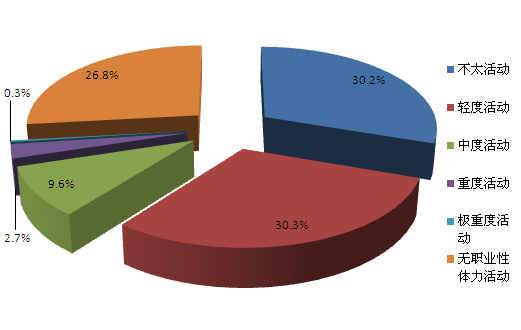 26.8%
30.2%
0.3%
9.6%
2.7%
30.3%
不太活动
轻度活动
中度活动
重度活动
极重度活
动
无职业性
体力活动